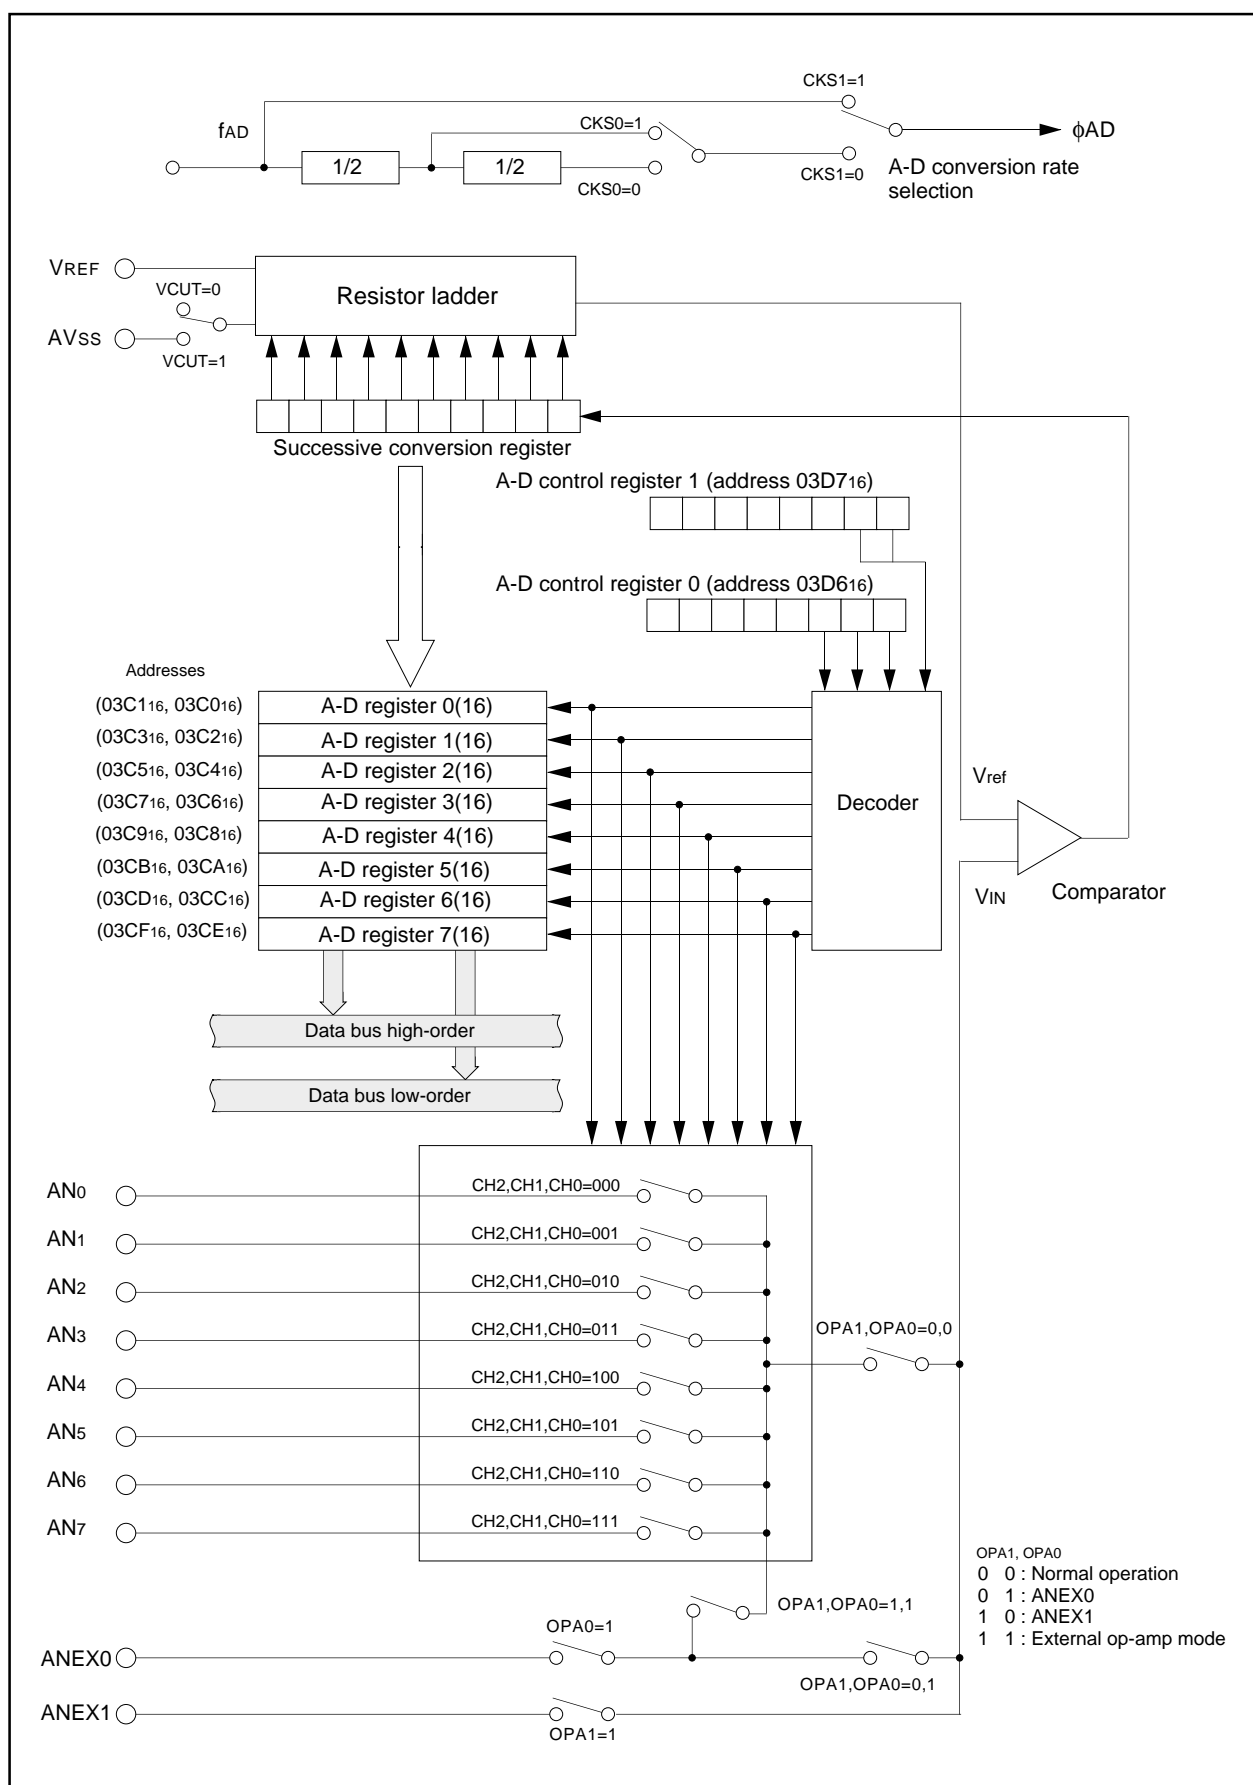 CKS1=1
fAD
CKS0=1
φAD
1/2
1/2
CKS0=0
CKS1=0
A-D conversion rate
selection
VREF
VCUT=0
Resistor ladder
AVSS
VCUT=1
Successive conversion register
A-D control register 1 (address 03D716)
A-D control register 0 (address 03D616)
Addresses
(03C116, 03C016)
A-D register 0(16)
(03C316, 03C216)
A-D register 1(16)
(03C516, 03C416)
A-D register 2(16)
(03C716, 03C616)
A-D register 3(16)
(03C916, 03C816)
A-D register 4(16)
(03CB16, 03CA16)
A-D register 5(16)
(03CD16, 03CC16)
A-D register 6(16)
(03CF16, 03CE16)
A-D register 7(16)
Decoder
Vref
VIN
Comparator
Data bus high-order
Data bus low-order
AN0
CH2,CH1,CH0=000
AN1
CH2,CH1,CH0=001
AN2
CH2,CH1,CH0=010
AN3
CH2,CH1,CH0=011
OPA1,OPA0=0,0
AN4
CH2,CH1,CH0=100
AN5
CH2,CH1,CH0=101
AN6
CH2,CH1,CH0=110
AN7
CH2,CH1,CH0=111
OPA1, OPA0
0 0 : Normal operation
0 1 : ANEX0
1 0 : ANEX1
1 1 : External op-amp mode
OPA1,OPA0=1,1
OPA0=1
ANEX0
OPA1,OPA0=0,1
ANEX1
OPA1=1